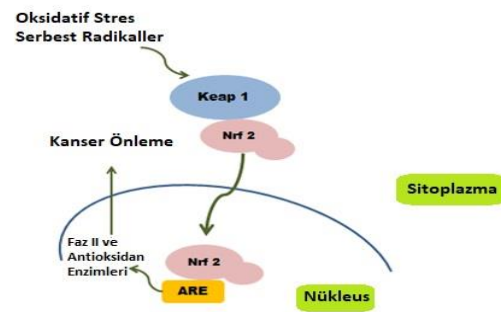 Oksidatif Stres
Serbest Radikaller
Keap 1
Nrf 2
Kanser Önleme
Sitoplazma
Faz II ve
Antioksidan
Enzimleri
Nrf 2
ARE
Nükleus